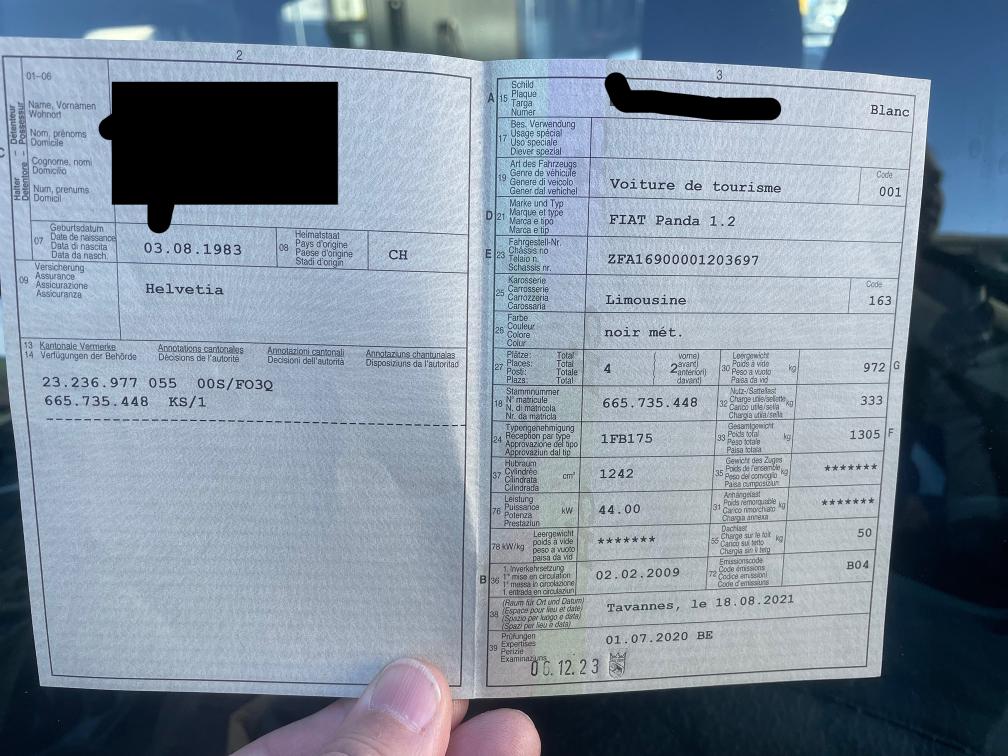 2
01-06
Halter – Détenteur
Detentore – Possessur
Name, Vornamen
Wohnort
Nom, prénoms
Domicile
Cognome, nomi
Domicilio
Num, prenums
Domicil
07
Geburtsdatum
Date de naissance
Data di nascita
Data da nasch.
03.08.1983
08
Heimatstaat
Pays d'origine
Paese d'origine
Stadi d'origin
CH
09
Versicherung
Assurance
Assicurazione
Assicuranza
Helvetia
13 Kantonale Vermerke Annotations cantonales Annotazioni cantonali Annotaziuns chantunalas
14 Verfügungen der Behörde Décisions de l'autorité Decisioni dell'autorità Disposiziuns da l'autoritad
23.236.977 055 00S/FO3Q
665.735.448 KS/1
3
A 15
Schild
Plaque
Targa
Numer
Blanc
17
Bes. Verwendung
Usage spécial
Uso speciale
Diever spezial
19
Art des Fahrzeugs
Genre de véhicule
Genere di veicolo
Gener dal vehichel
Voiture de tourisme
Code
001
D 21
Marke und Typ
Marque et type
Marca e tipo
Marca e tip
FIAT Panda 1.2
E 23
Fahrgestell-Nr.
Châssis no
Telaio n.
Schassis nr.
ZFA16900001203697
25
Karosserie
Carrosserie
Carrozzeria
Carossaria
Limousine
Code
163
26
Farbe
Couleur
Colore
Colur
noir mét.
27
Plätze: Total
Places: Total
Posti: Totale
Plazs: Total
4
( vorne)
2 avant)
( anteriori)
davant)
30
Leergewicht
Poids à vide
Peso a vuoto
Paisa da vid
kg
972 G
18
Stammnummer
N° matricule
N. di matricola
Nr. da matricla
665.735.448
32
Nutz-/Sattellast
Charge utile/sellette
Carico utile/sella
Chargia utila/sella
kg
333
24
Typengenehmigung
Réception par type
Approvazione del tipo
Approvaziun dal tip
1FB175
33
Gesamtgewicht
Poids total
Peso totale
Paisa totala
kg
1305 F
37
Hubraum
Cylindrée
Cilindrata
Cilindrada
cm³
1242
35
Gewicht des Zuges
Poids de l'ensemble
Peso del convoglio
Paisa cumposiziun
kg
*******
76
Leistung
Puissance
Potenza
Prestaziun
kW
44.00
31
Anhängelast
Poids remorquable
Carico rimorchiato
Chargia annexa
kg
*******
78 kW/kg
Leergewicht
poids à vide
peso a vuoto
paisa da vid
*******
55
Dachlast
Charge sur le toit
Carico sul tetto
Chargia sin il tetg
kg
50
B 36
1. Inverkehrsetzung
1re mise en circulation
1a messa in circolazione
1. entrada en circulaziun
02.02.2009
72
Emissionscode
Code émissions
Codice emissioni
Code d'emissiuns
B04
38
(Raum für Ort und Datum)
(Espace pour lieu et date)
(Spazio per luogo e data)
(Spazi per lieu e data)
Tavannes, le 18.08.2021
39
Prüfungen
Expertises
Perizie
Examinaziuns
01.07.2020 BE
06.12.23